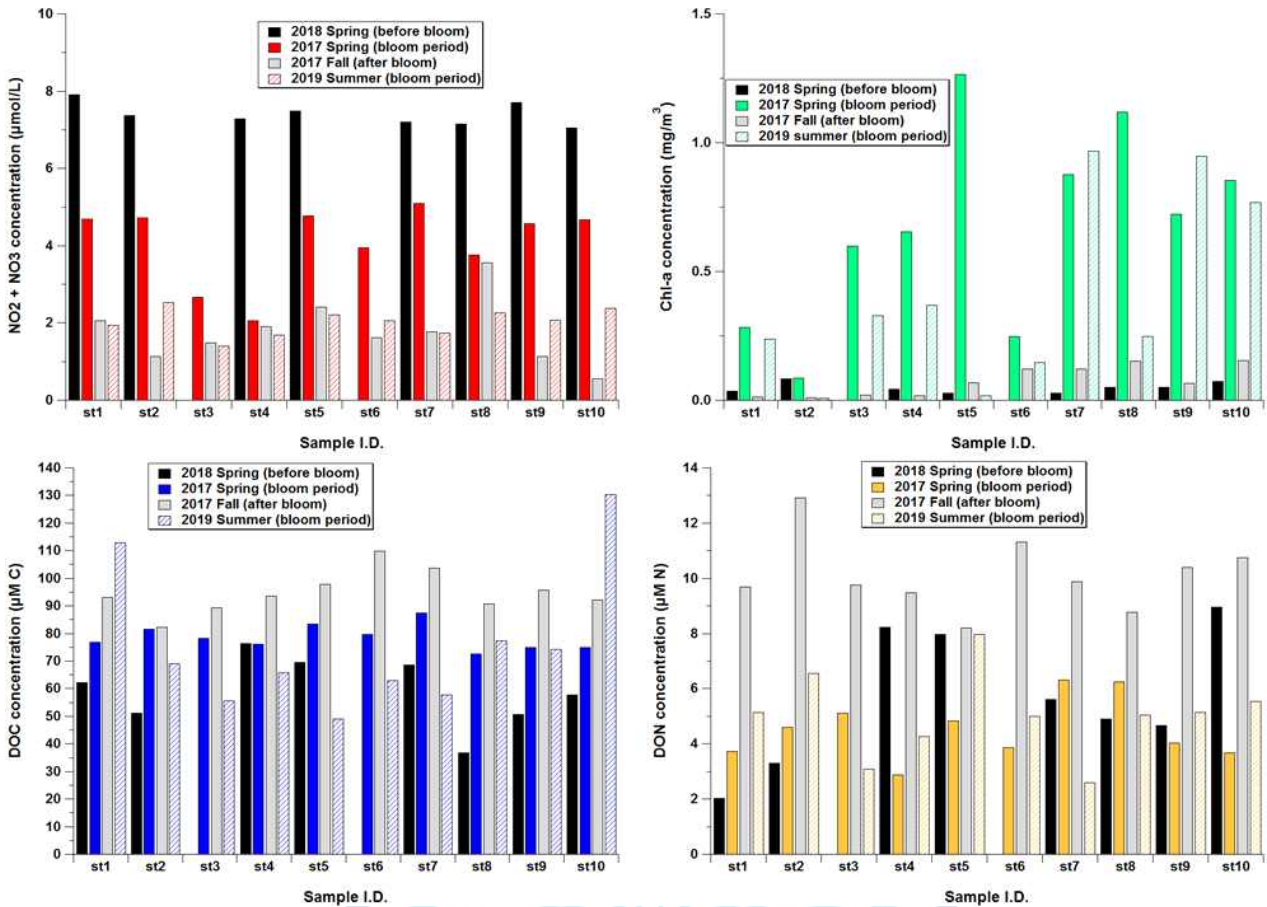 10
8
6
4
2
0
NO2 + NO3 concentration (µmol/L)
2018 Spring (before bloom)
2017 Spring (bloom period)
2017 Fall (after bloom)
2019 Summer (bloom period)
st1 st2 st3 st4 st5 st6 st7 st8 st9 st10
Sample I.D.
1.5
1.0
0.5
0.0
Chl-a concentration (mg/m³)
2018 Spring (before bloom)
2017 Spring (bloom period)
2017 Fall (after bloom)
2019 summer (bloom period)
st1 st2 st3 st4 st5 st6 st7 st8 st9 st10
Sample I.D.
140
130
120
110
100
90
80
70
60
50
40
30
20
10
0
DOC concentration (µM C)
2018 Spring (before bloom)
2017 Spring (bloom period)
2017 Fall (after bloom)
2019 Summer (bloom period)
st1 st2 st3 st4 st5 st6 st7 st8 st9 st10
Sample I.D.
14
12
10
8
6
4
2
0
DON concentration (µM N)
2018 Spring (before bloom)
2017 Spring (bloom period)
2017 Fall (after bloom)
2019 Summer (bloom period)
st1 st2 st3 st4 st5 st6 st7 st8 st9 st10
Sample I.D.